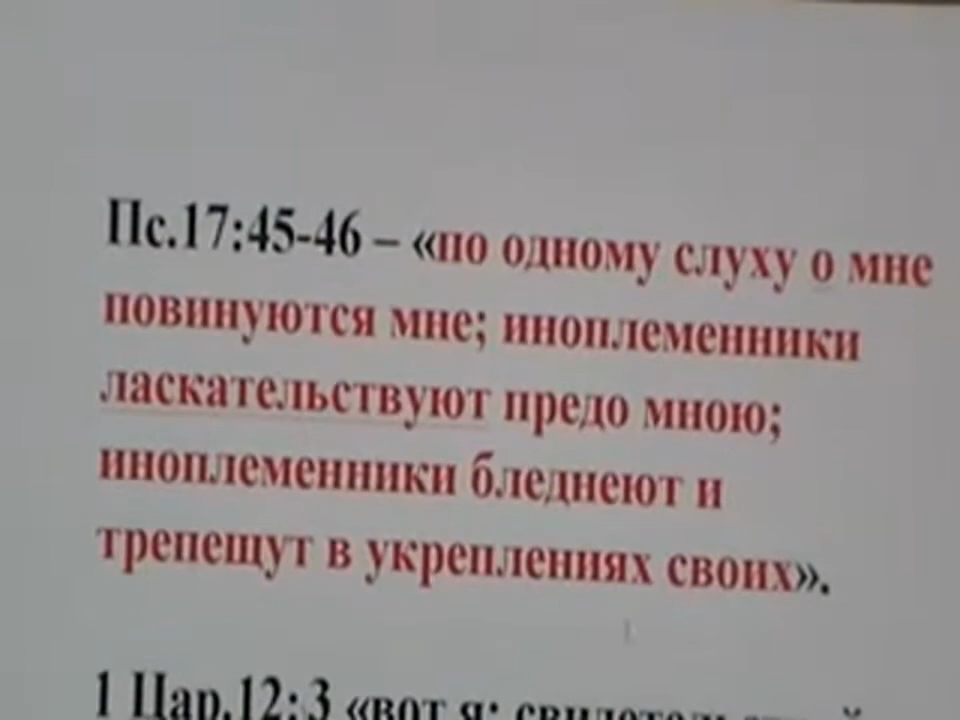 Пс.17:45-46 – «по одному слуху о мне
повинуются мне; иноплеменники
ласкательствуют предо мною;
иноплеменники бледнеют и
трепещут в укреплениях своих».
1 Цар.12:3 «вот я;